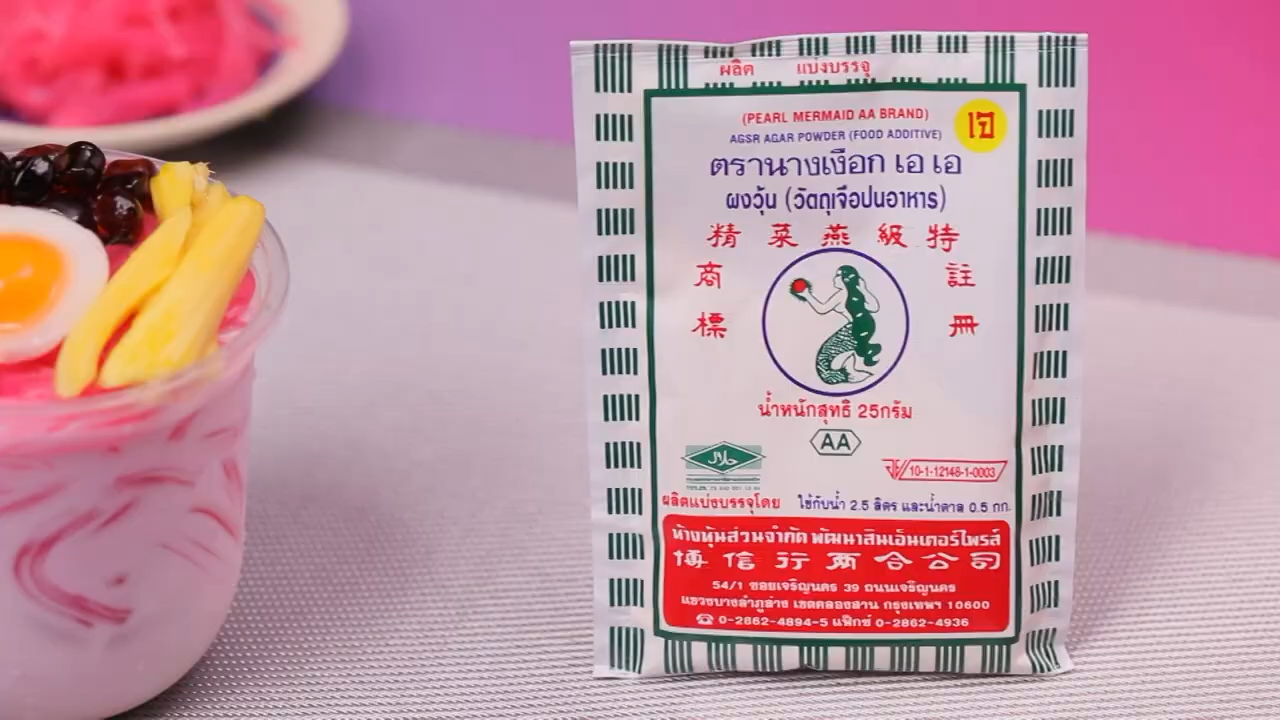 ผลิต แบ่งบรรจุ
(PEARL MERMAID AA BRAND)
เจ
AGSR AGAR POWDER (FOOD ADDITIVE)
ตรานางเงือก เอ เอ
ผงวุ้น (วัตถุเจือปนอาหาร)
精 菜 燕 級 特
商 註
標 冊
น้ำหนักสุทธิ 25กรัม
AA
حلال
10-1-12148-1-0003
ผลิตแบ่งบรรจุโดย ใช้กับน้ำ 2.5 ลิตร และน้ำตาล 0.5 กก.
ห้างหุ้นส่วนจำกัด พัฒนาสินเอ็นเตอร์ไพรส์
博 信 行 兩 合 公 司
54/1 ซอยเจริญนคร 39 ถนนเจริญนคร
แขวงบางลำภูล่าง เขตคลองสาน กรุงเทพฯ 10600
☎ 0-2862-4894-5 แฟ็กซ์ 0-2862-4936